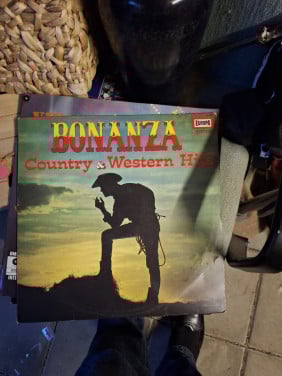 EUROPA
BONANZA
Country & Western Hits